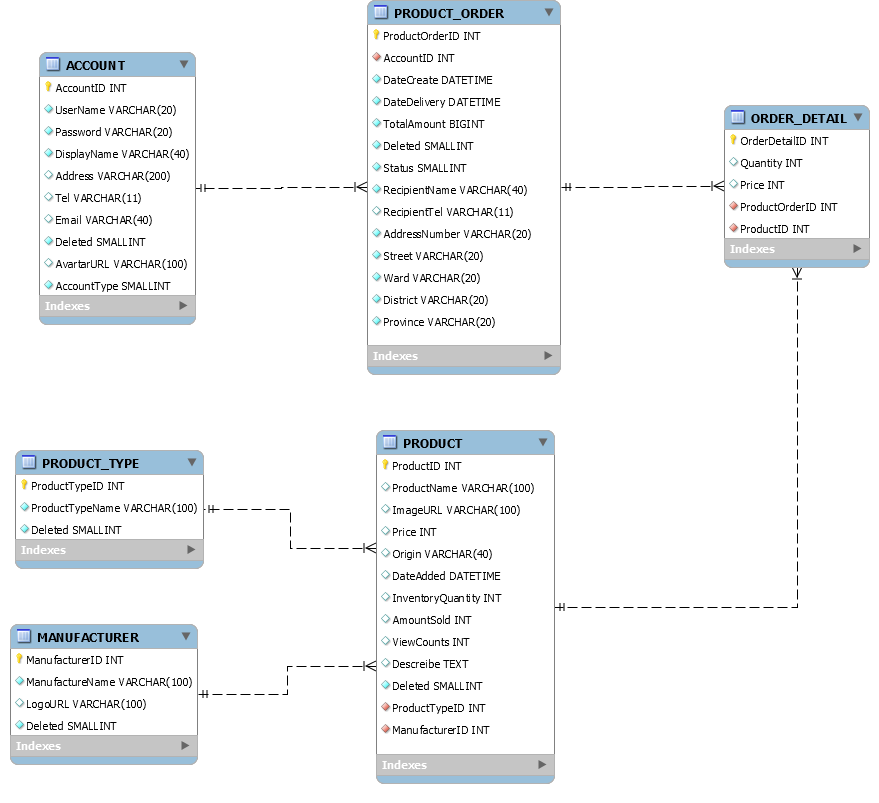 ACCOUNT
AccountID INT
UserName VARCHAR(20)
Password VARCHAR(20)
DisplayName VARCHAR(40)
Address VARCHAR(200)
Tel VARCHAR(11)
Email VARCHAR(40)
Deleted SMALLINT
AvartarURL VARCHAR(100)
AccountType SMALLINT
Indexes
PRODUCT_ORDER
ProductOrderID INT
AccountID INT
DateCreate DATETIME
DateDelivery DATETIME
TotalAmount BIGINT
Deleted SMALLINT
Status SMALLINT
RecipientName VARCHAR(40)
RecipientTel VARCHAR(11)
AddressNumber VARCHAR(20)
Street VARCHAR(20)
Ward VARCHAR(20)
District VARCHAR(20)
Province VARCHAR(20)
Indexes
ORDER_DETAIL
OrderDetailID INT
Quantity INT
Price INT
ProductOrderID INT
ProductID INT
Indexes
PRODUCT_TYPE
ProductTypeID INT
ProductTypeName VARCHAR(100)
Deleted SMALLINT
Indexes
MANUFACTURER
ManufacturerID INT
ManufactureName VARCHAR(100)
LogoURL VARCHAR(100)
Deleted SMALLINT
Indexes
PRODUCT
ProductID INT
ProductName VARCHAR(100)
ImageURL VARCHAR(100)
Price INT
Origin VARCHAR(40)
DateAdded DATETIME
InventoryQuantity INT
AmountSold INT
ViewCounts INT
Descreibe TEXT
Deleted SMALLINT
ProductTypeID INT
ManufacturerID INT
Indexes